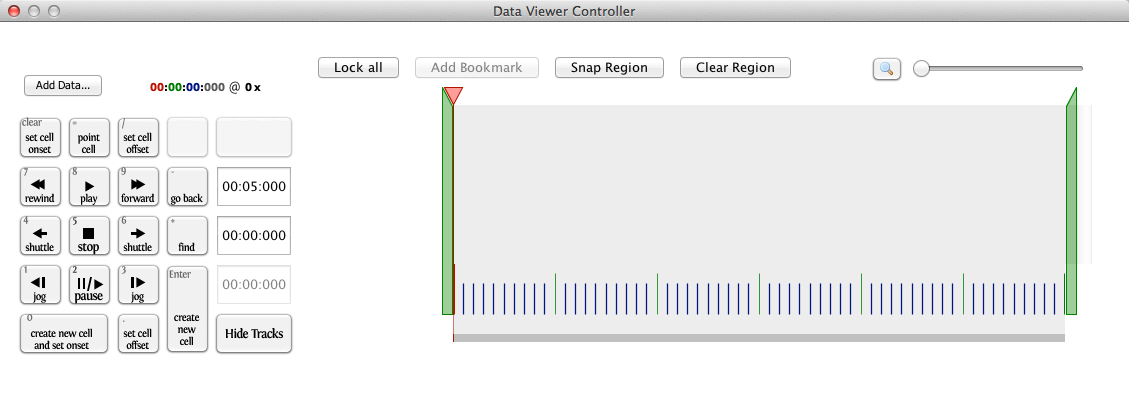 Data Viewer Controller
Lock all
Add Bookmark
Snap Region
Clear Region
Add Data...
00:00:00:000 @ 0 x
clear
set cell
onset
=
point
cell
/
set cell
offset
7
rewind
8
play
9
forward
-
go back
00:05:000
4
shuttle
5
stop
6
shuttle
+
find
00:00:000
1
jog
2
pause
3
jog
Enter
create
new
cell
00:00:000
0
create new cell
and set onset
.
set cell
offset
Hide Tracks